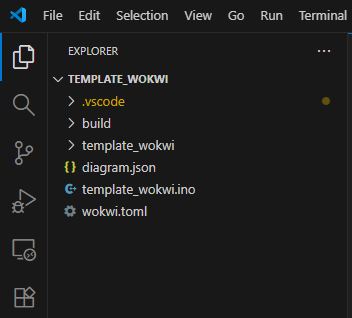 File Edit Selection View Go Run Terminal
EXPLORER ...
TEMPLATE_WOKWI
.vscode
build
template_wokwi
{} diagram.json
template_wokwi.ino
wokwi.toml